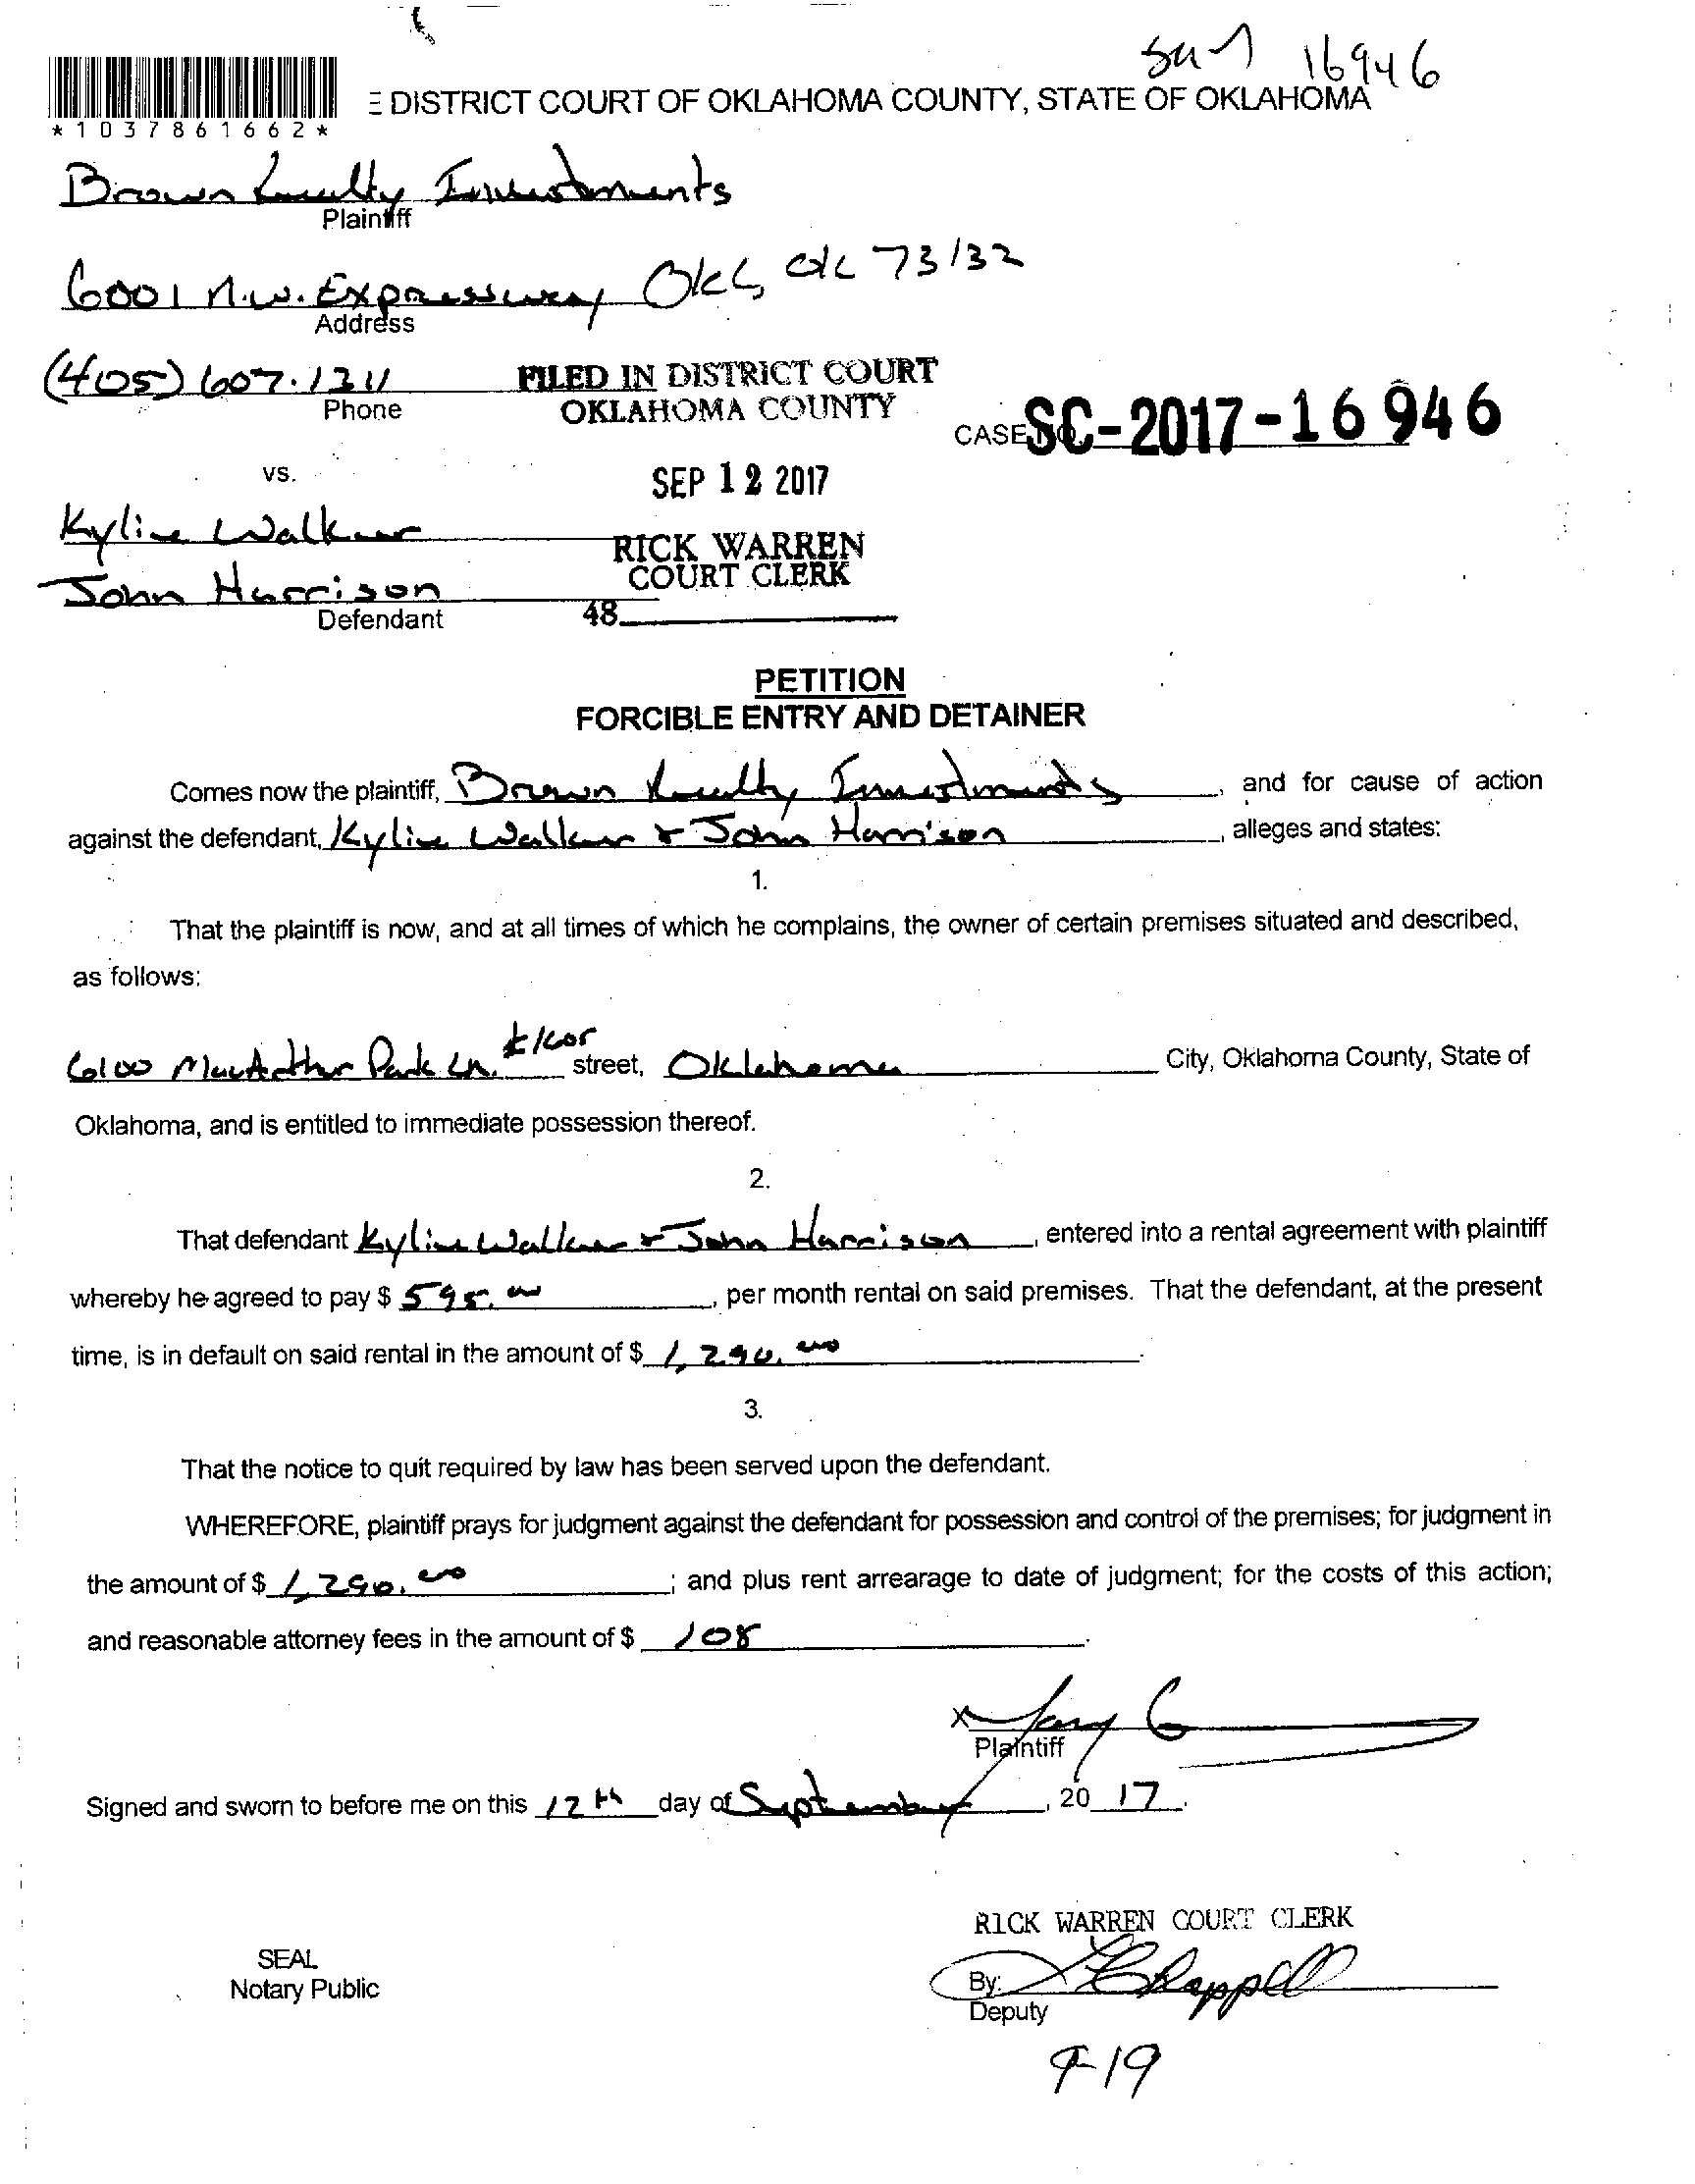 16946
DISTRICT COURT OF OKLAHOMA COUNTY, STATE OF OKLAHOMA
*1037861662*
Brown Realty Investments
Plaintiff
6001 N.W. Expressway OKC, OK 73132
Address
(405) 607.1311
Phone
FILED IN DISTRICT COURT
OKLAHOMA COUNTY
CASE NO. SC-2017-16946
vs.
SEP 12 2017
Kyline Walker
RICK WARREN
COURT CLERK
John Harrison
Defendant
48
PETITION
FORCIBLE ENTRY AND DETAINER
Comes now the plaintiff, Brown Realty Investments, and for cause of action
against the defendant, Kyline Walker & John Harrison, alleges and states:
1.
That the plaintiff is now, and at all times of which he complains, the owner of certain premises situated and described,
as follows:
6100 MacArthur Park Ln. street, Oklahoma City, Oklahoma County, State of
Oklahoma, and is entitled to immediate possession thereof.
2.
That defendant Kyline Walker & John Harrison, entered into a rental agreement with plaintiff
whereby he agreed to pay $ 595.00, per month rental on said premises. That the defendant, at the present
time, is in default on said rental in the amount of $ 1,290.00.
3.
That the notice to quit required by law has been served upon the defendant.
WHEREFORE, plaintiff prays for judgment against the defendant for possession and control of the premises; for judgment in
the amount of $ 1,290.00; and plus rent arrearage to date of judgment; for the costs of this action;
and reasonable attorney fees in the amount of $ 108.
x
Plaintiff
Signed and sworn to before me on this 12th day of September, 2017.
RICK WARREN COURT CLERK
SEAL
Notary Public
By: Chappell
Deputy
9-19